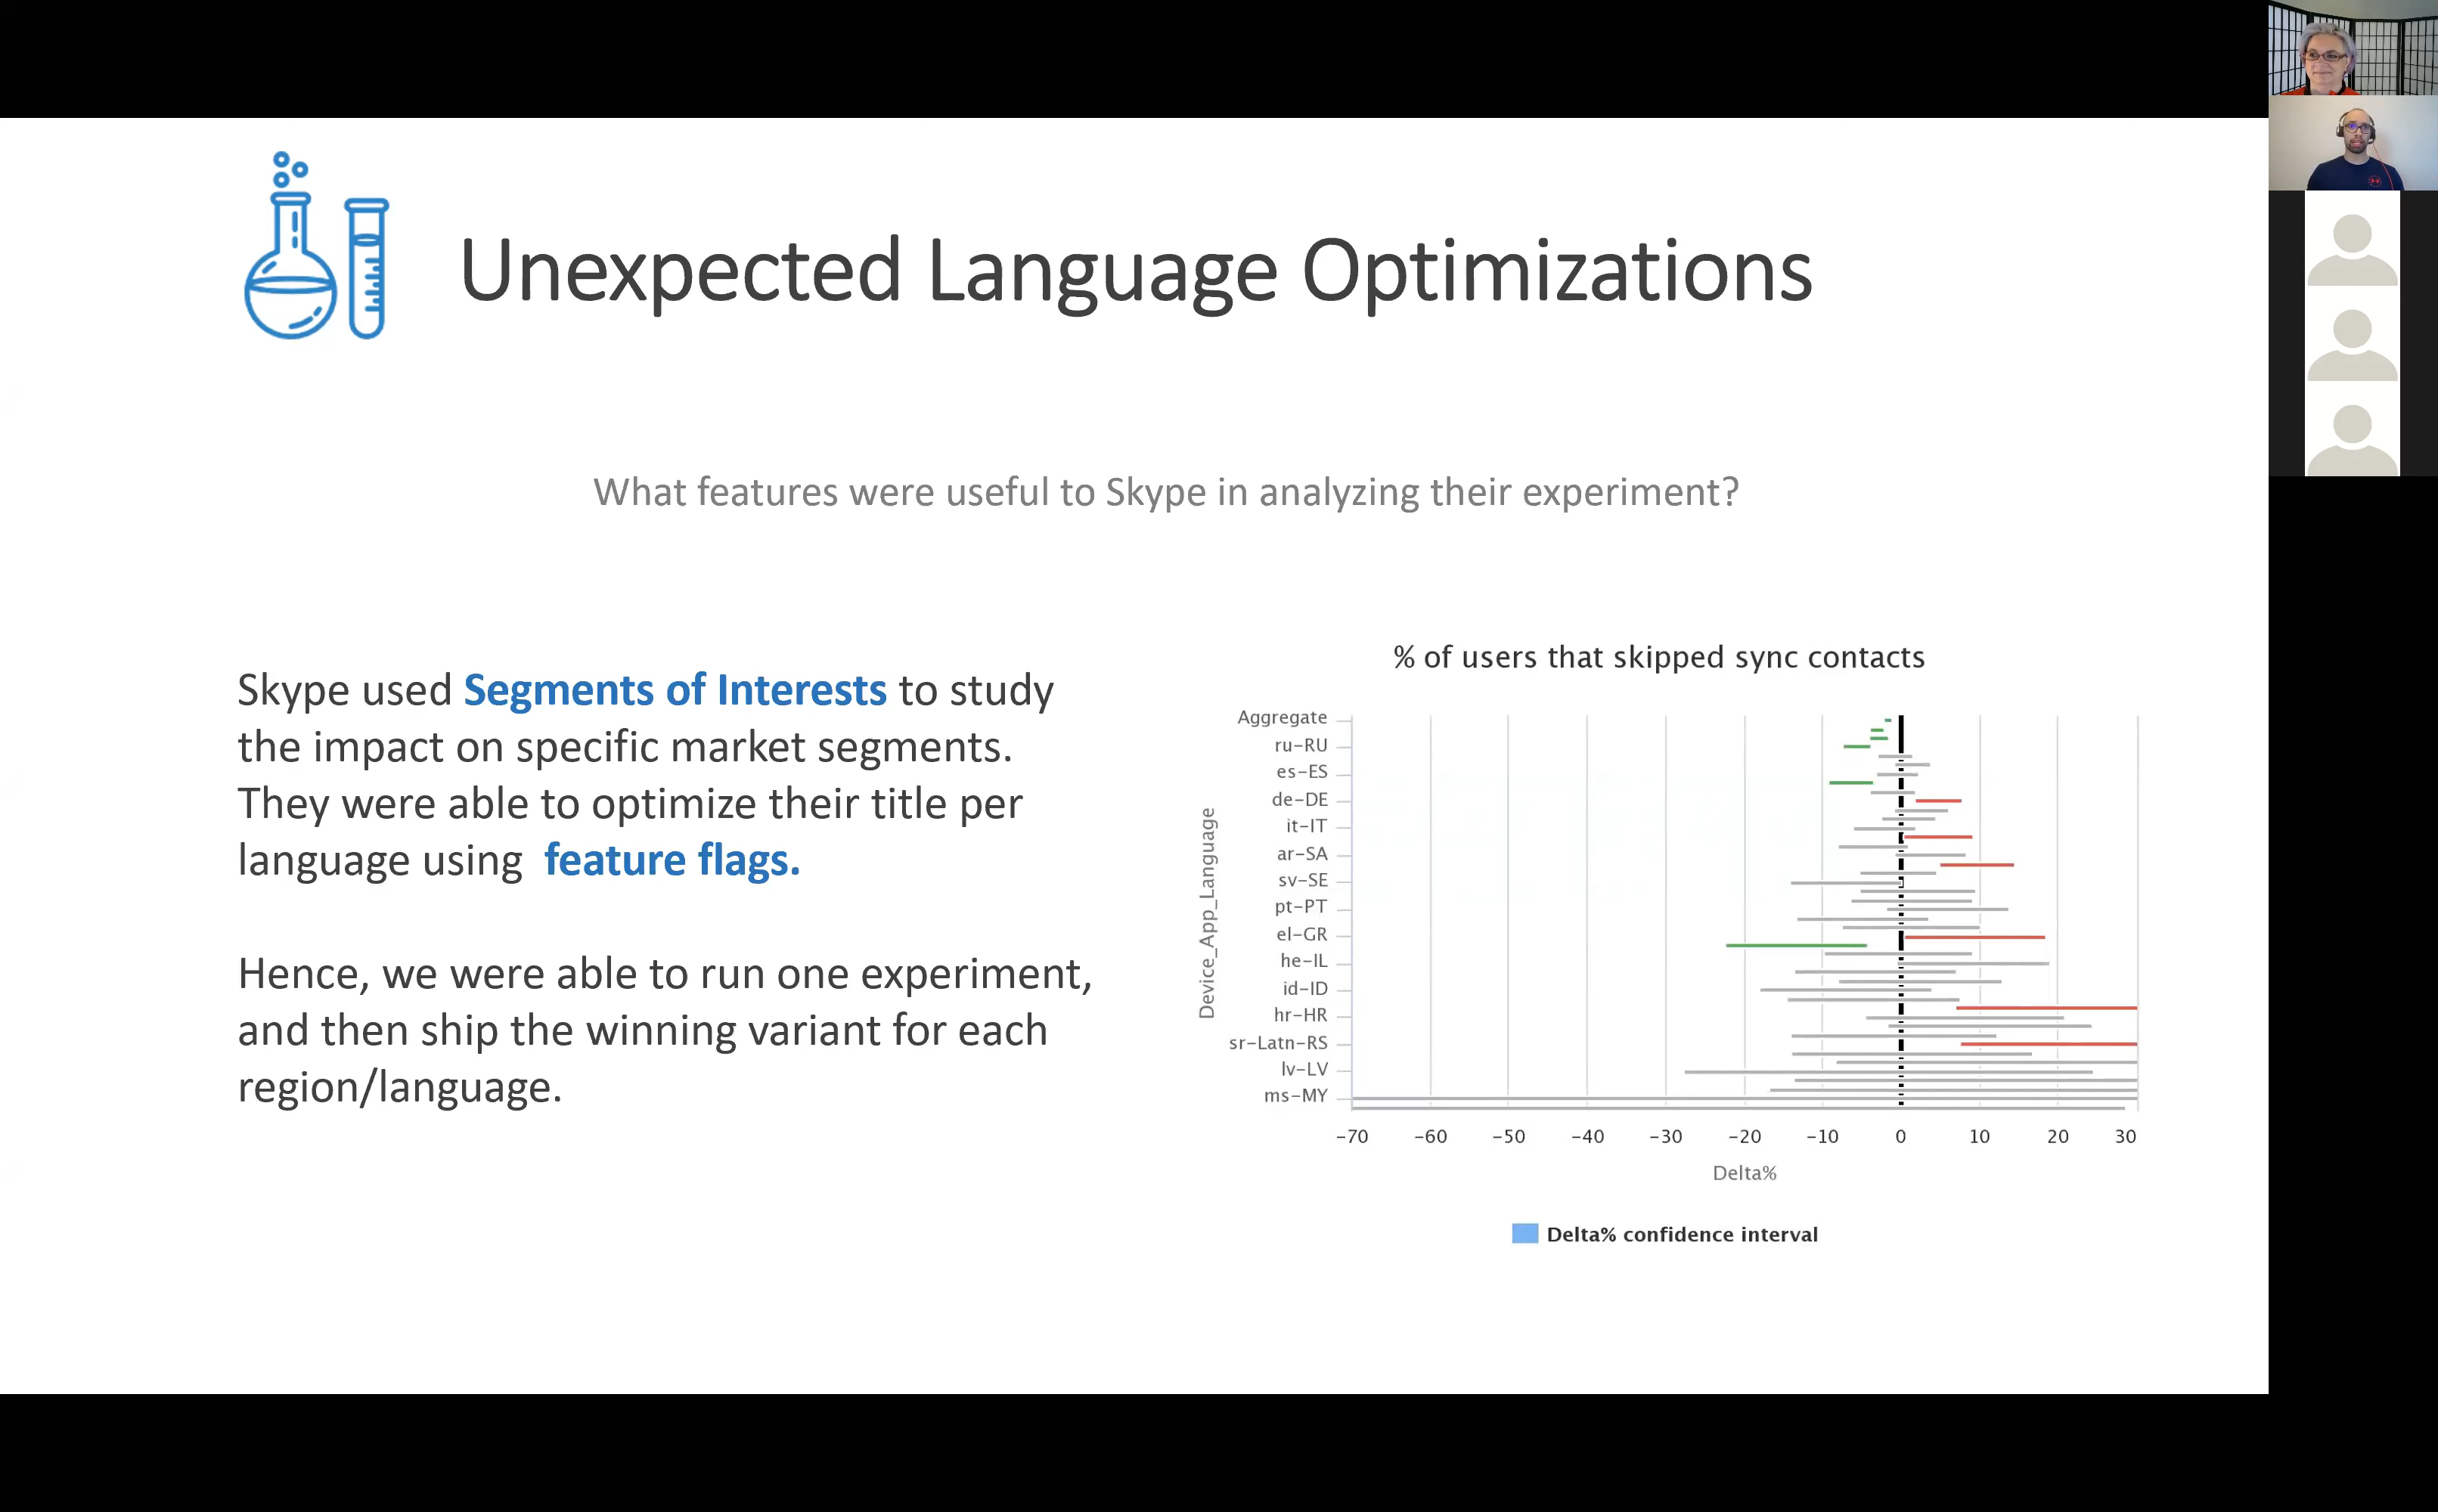 Unexpected Language Optimizations
What features were useful to Skype in analyzing their experiment?
Skype used Segments of Interests to study
the impact on specific market segments.
They were able to optimize their title per
language using feature flags.
Hence, we were able to run one experiment,
and then ship the winning variant for each
region/language.
% of users that skipped sync contacts
Device_App_Language
Aggregate
ru-RU
es-ES
de-DE
it-IT
ar-SA
sv-SE
pt-PT
el-GR
he-IL
id-ID
hr-HR
sr-Latn-RS
lv-LV
ms-MY
-70 -60 -50 -40 -30 -20 -10 0 10 20 30
Delta%
Delta% confidence interval